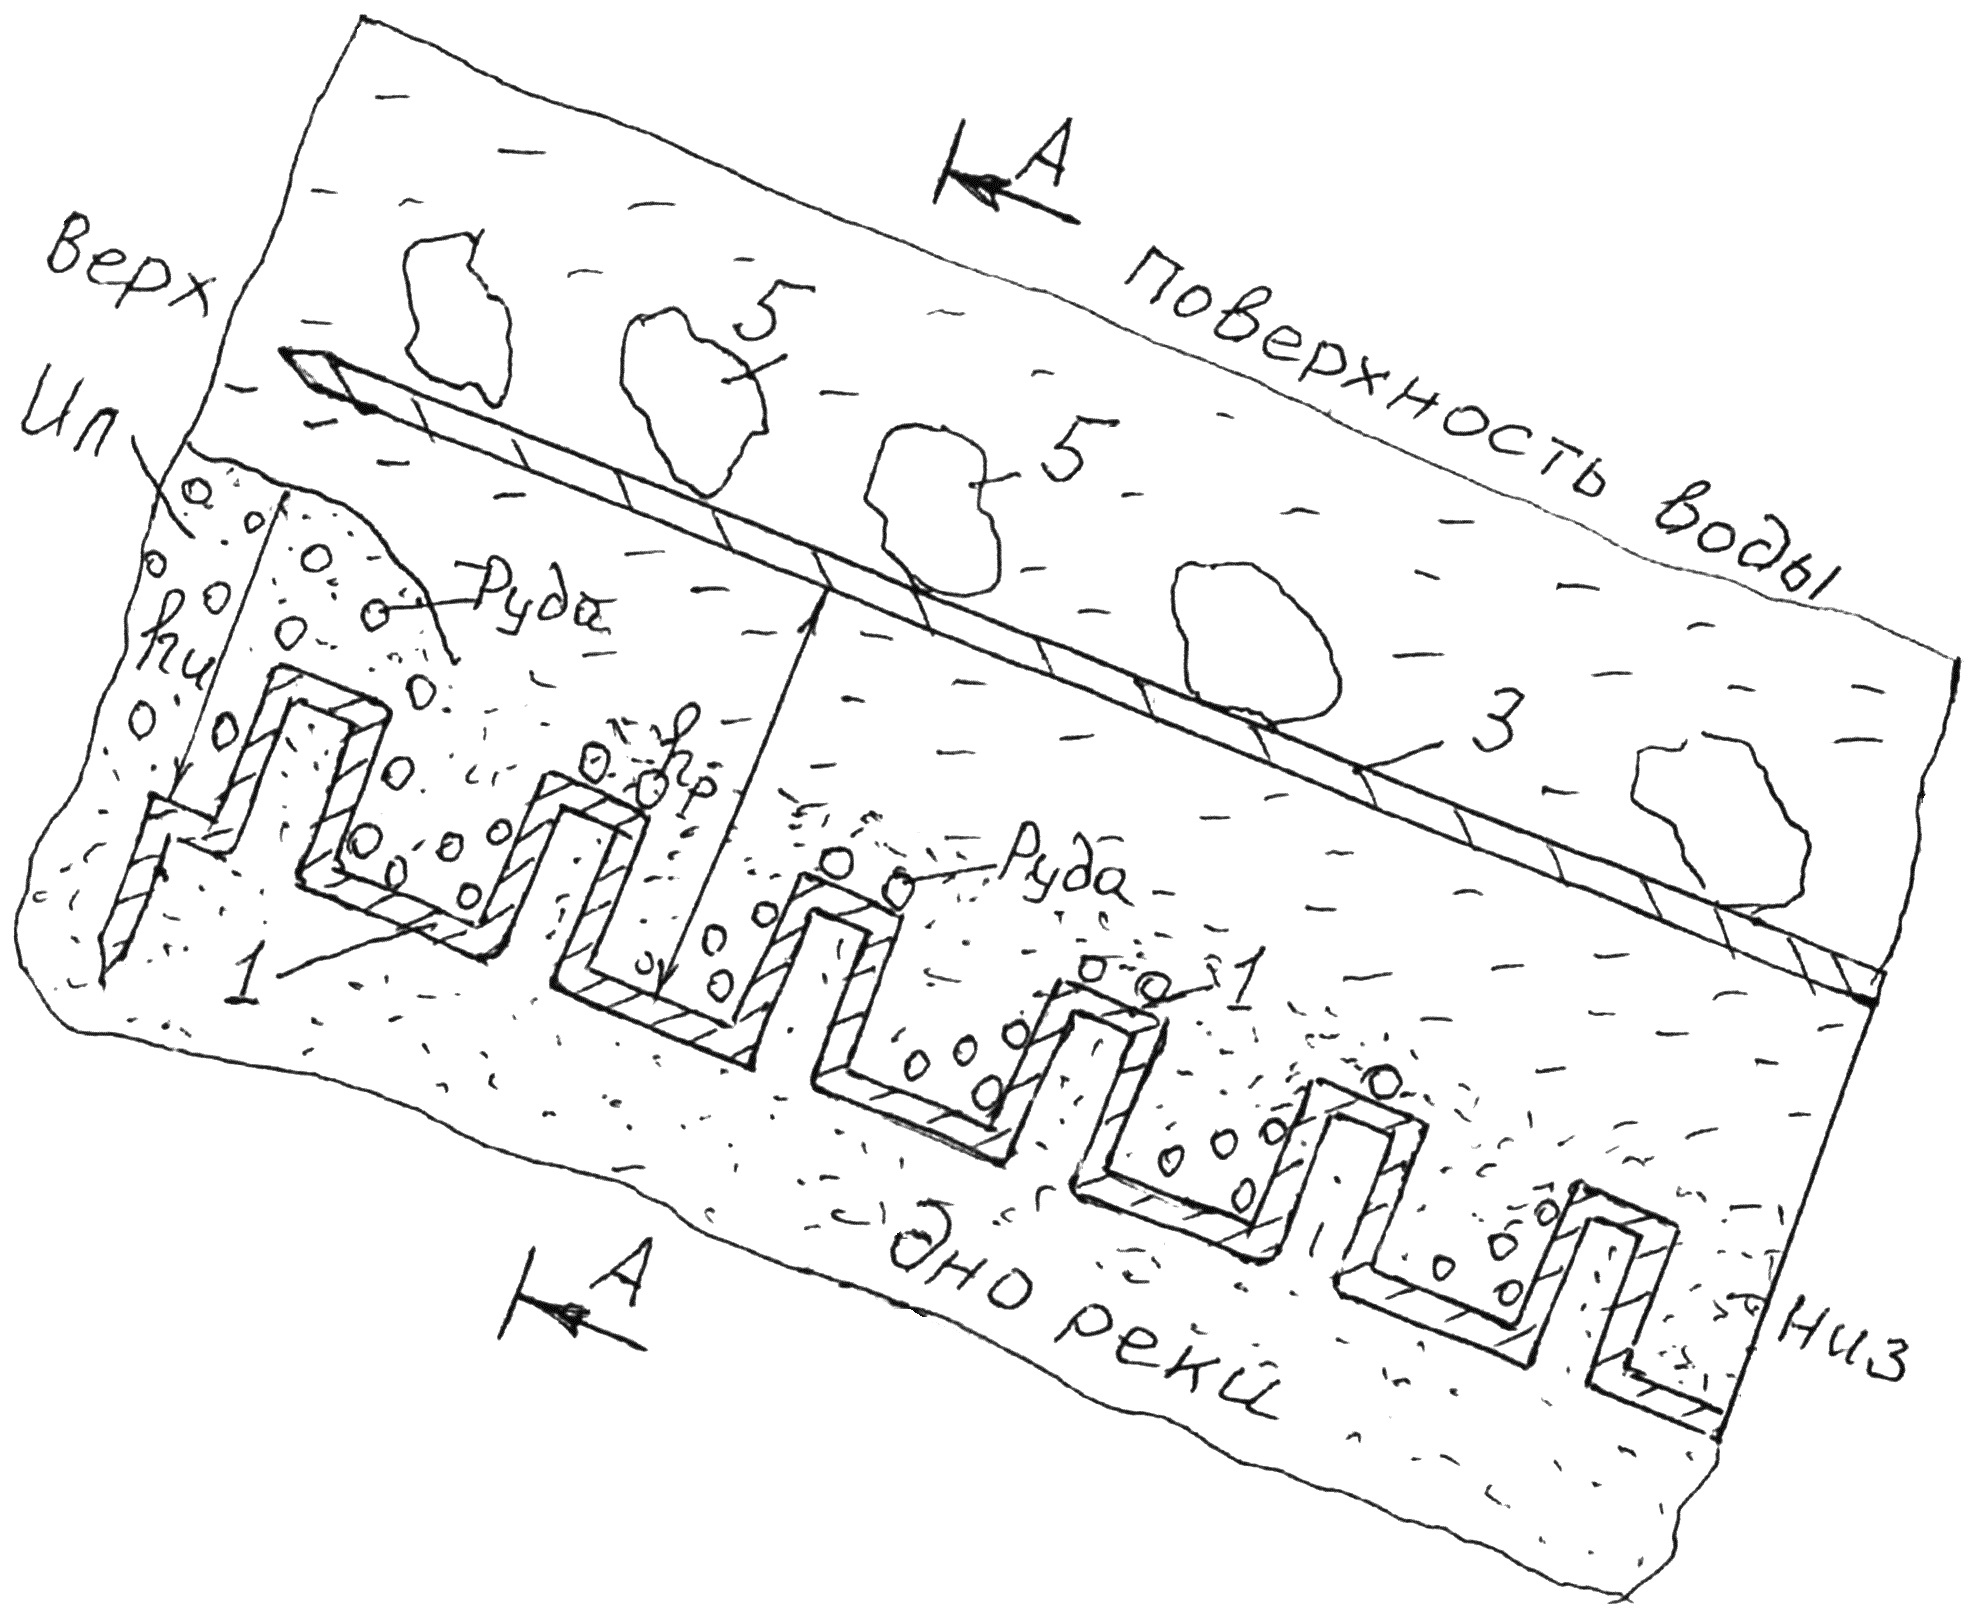 А
Верх
поверхность воды
5
Ил
5
Руда
hи
3
hр
Руда
1
1
дно реки
А
низ